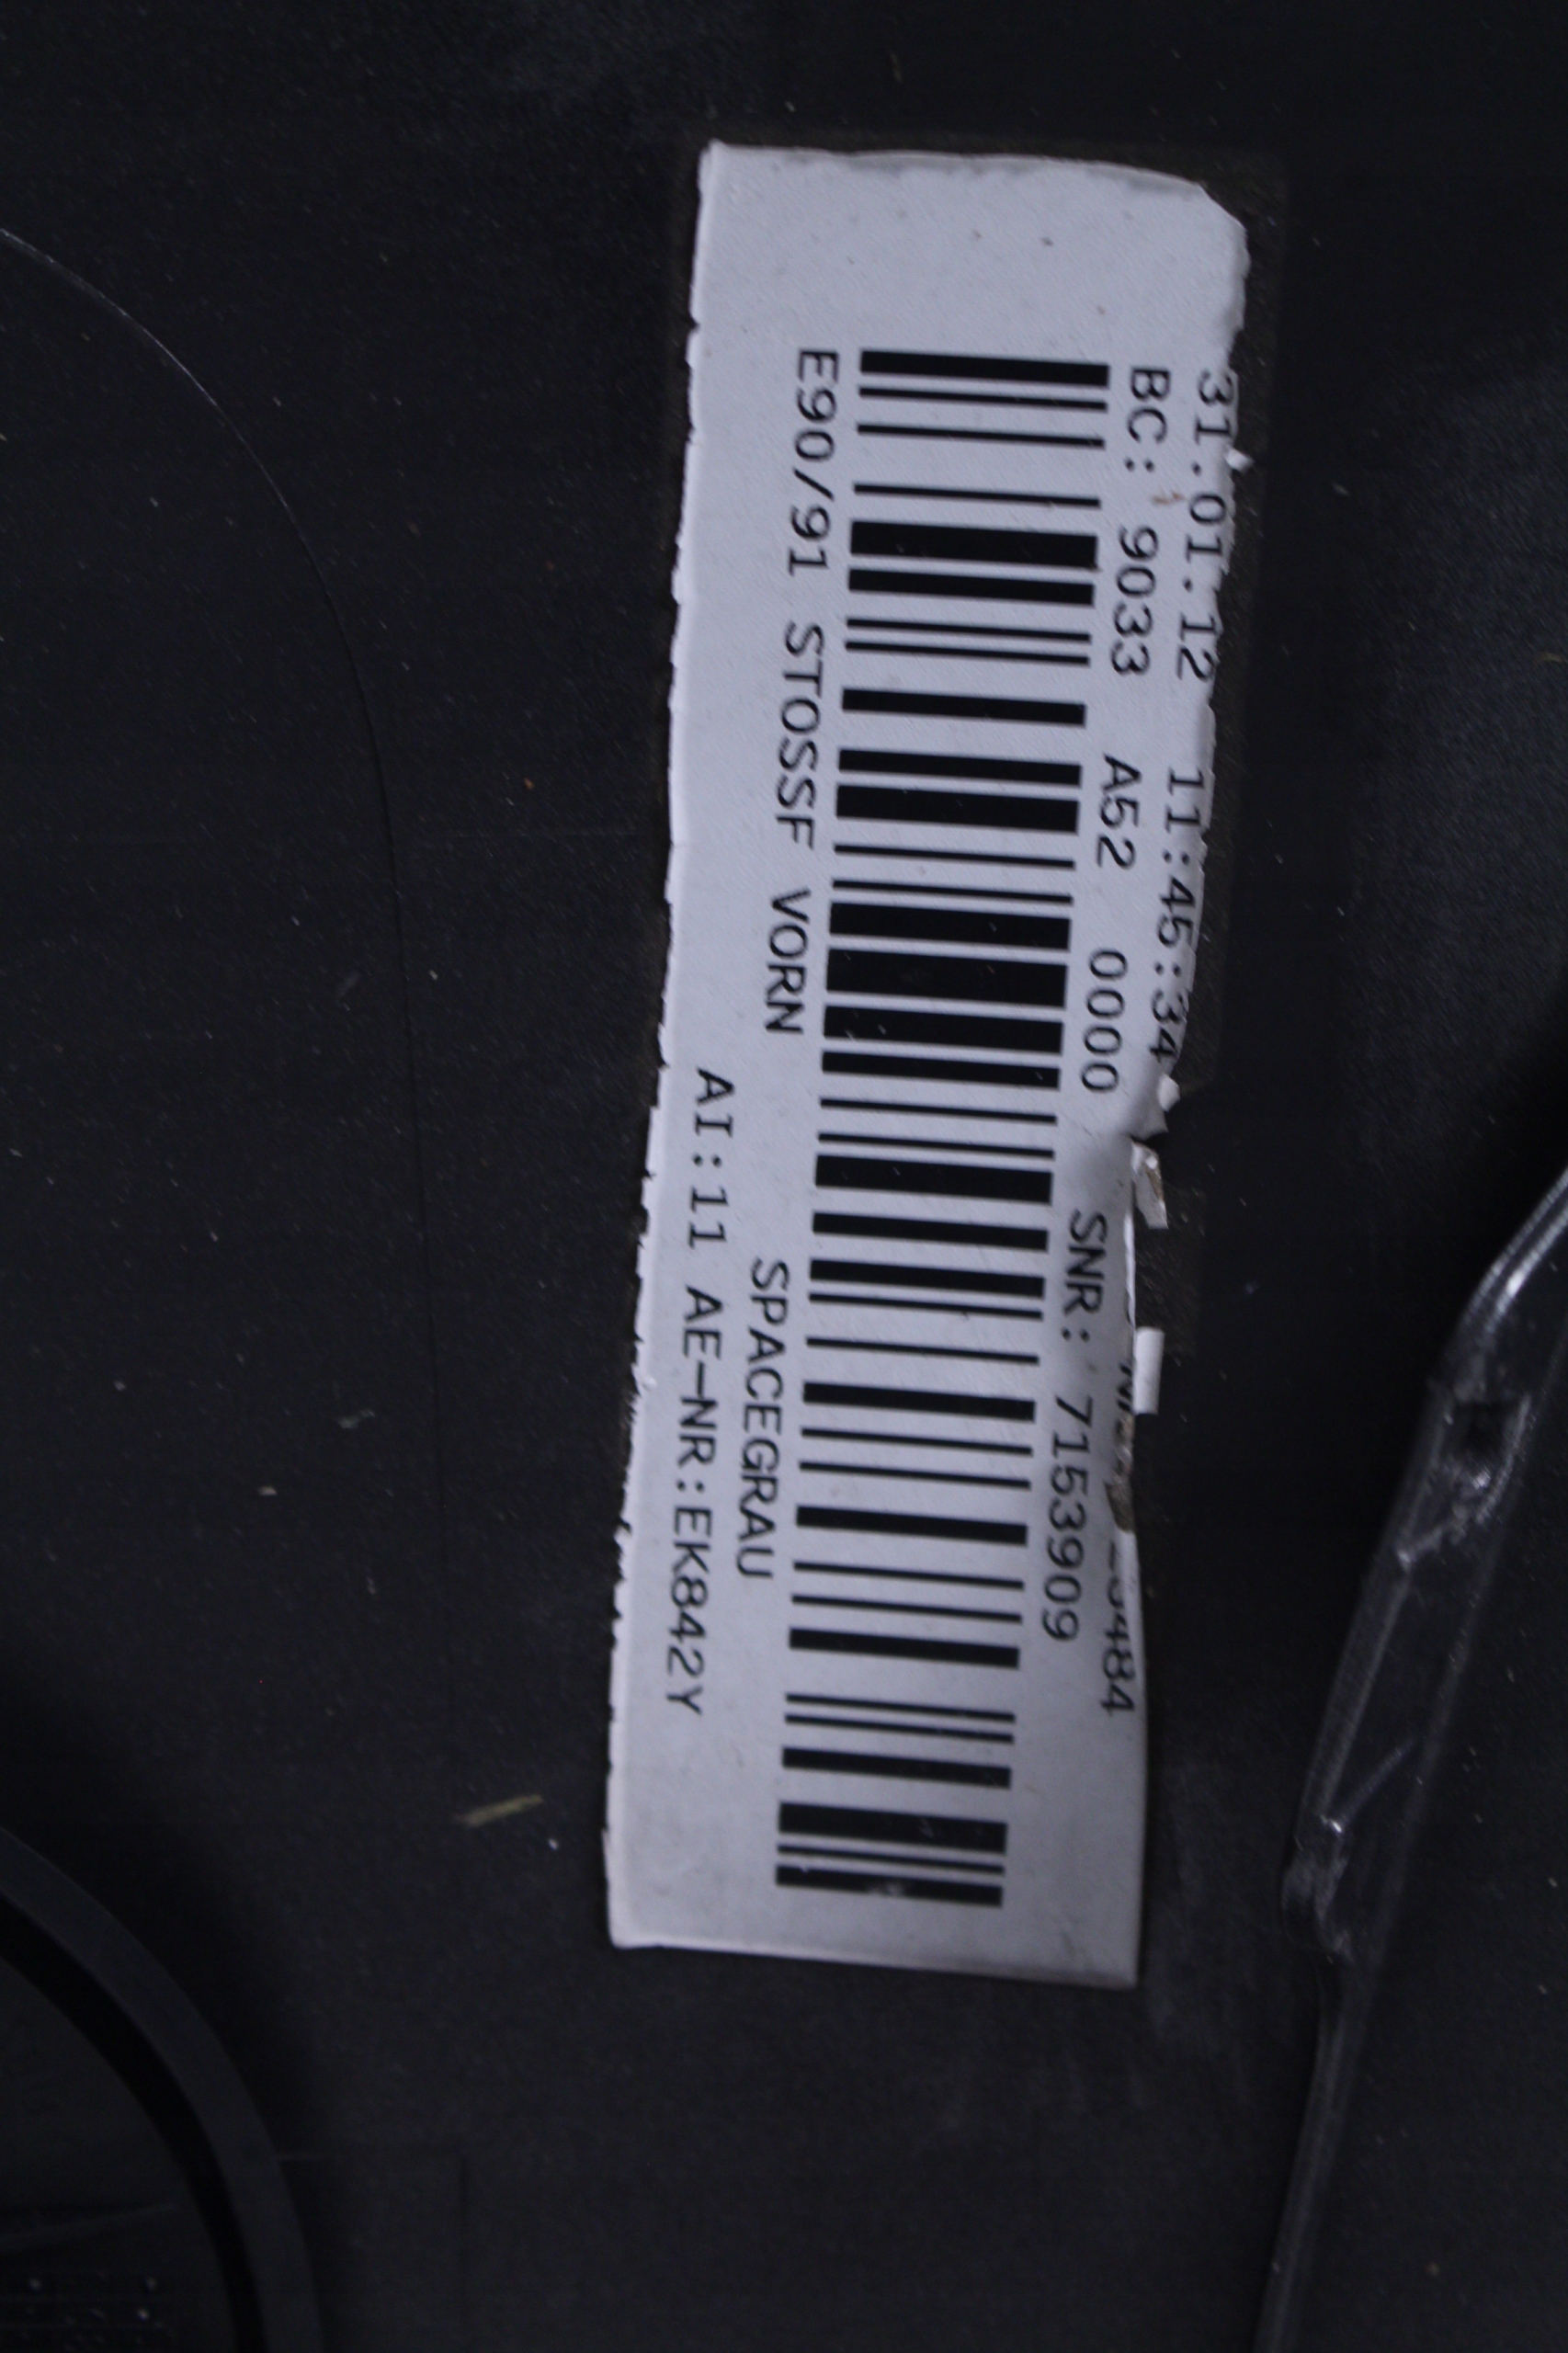 31.01.12 11:45:34
BC: 9033 A52 0000 SNR: 7153909
E90/91 STOSSF VORN SPACEGRAU
AI:11 AE-NR:EK842Y